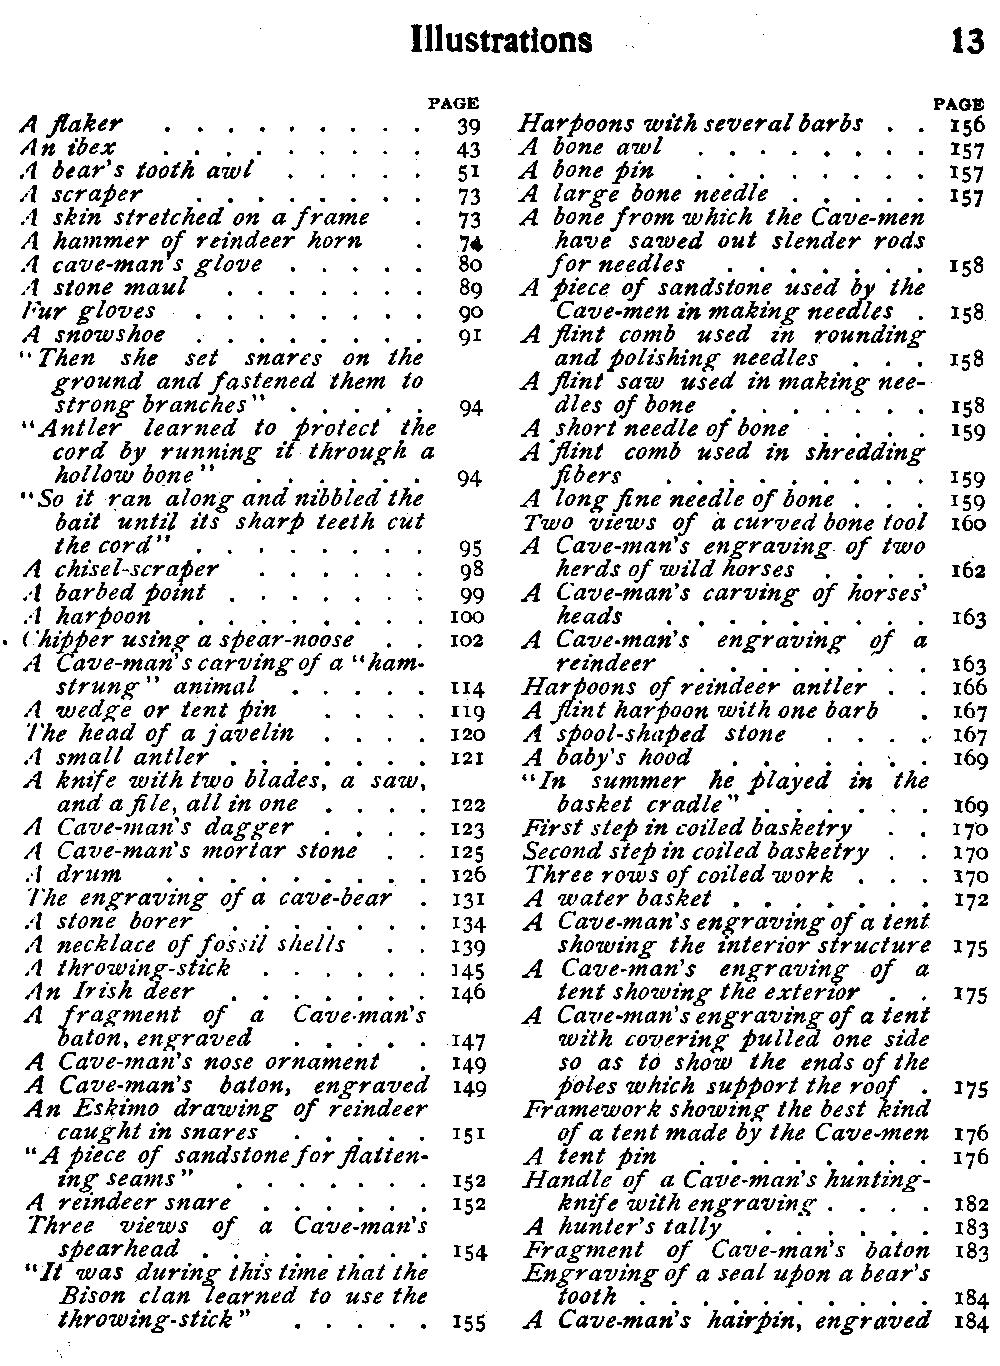 Illustrations 13
PAGE
A flaker . . . . . . . . . 39
An ibex . . . . . . . . . 43
A bear's tooth awl . . . . . 51
A scraper . . . . . . . . 73
A skin stretched on a frame . 73
A hammer of reindeer horn . 74
A cave-man's glove . . . . . 80
A stone maul . . . . . . . 89
Fur gloves . . . . . . . . 90
A snowshoe . . . . . . . . 91
"Then she set snares on the
ground and fastened them to
strong branches" . . . . . 94
"Antler learned to protect the
cord by running it through a
hollow bone" . . . . . . 94
"So it ran along and nibbled the
bait until its sharp teeth cut
the cord" . . . . . . . . 95
A chisel-scraper . . . . . . 98
A barbed point . . . . . . . 99
A harpoon . . . . . . . . 100
Chipper using a spear-noose . . 102
A Cave-man's carving of a "ham-
strung" animal . . . . . 114
A wedge or tent pin . . . . 119
The head of a javelin . . . . 120
A small antler . . . . . . . 121
A knife with two blades, a saw,
and a file, all in one . . . . 122
A Cave-man's dagger . . . . 123
A Cave-man's mortar stone . . 125
A drum . . . . . . . . . 126
The engraving of a cave-bear . 131
A stone borer . . . . . . . 134
A necklace of fossil shells . . 139
A throwing-stick . . . . . . 145
An Irish deer . . . . . . . 146
A fragment of a Cave-man's
baton, engraved . . . . . 147
A Cave-man's nose ornament . 149
A Cave-man's baton, engraved 149
An Eskimo drawing of reindeer
caught in snares . . . . . 151
"A piece of sandstone for flatten-
ing seams" . . . . . . . 152
A reindeer snare . . . . . . 152
Three views of a Cave-man's
spearhead . . . . . . . . 154
"It was during this time that the
Bison clan learned to use the
throwing-stick" . . . . . 155
PAGE
Harpoons with several barbs . . 156
A bone awl . . . . . . . . 157
A bone pin . . . . . . . . 157
A large bone needle . . . . . 157
A bone from which the Cave-men
have sawed out slender rods
for needles . . . . . . . 158
A piece of sandstone used by the
Cave-men in making needles . 158
A flint comb used in rounding
and polishing needles . . . 158
A flint saw used in making nee-
dles of bone . . . . . . . 158
A short needle of bone . . . . 159
A flint comb used in shredding
fibers . . . . . . . . . 159
A long fine needle of bone . . . 159
Two views of a curved bone tool 160
A Cave-man's engraving of two
herds of wild horses . . . . 162
A Cave-man's carving of horses'
heads . . . . . . . . . 163
A Cave-man's engraving of a
reindeer . . . . . . . . 163
Harpoons of reindeer antler . . 166
A flint harpoon with one barb . 167
A spool-shaped stone . . . . 167
A baby's hood . . . . . . . 169
"In summer he played in the
basket cradle" . . . . . . 169
First step in coiled basketry . . 170
Second step in coiled basketry . . 170
Three rows of coiled work . . . 170
A water basket . . . . . . . 172
A Cave-man's engraving of a tent
showing the interior structure 175
A Cave-man's engraving of a
tent showing the exterior . . 175
A Cave-man's engraving of a tent
with covering pulled one side
so as to show the ends of the
poles which support the roof . 175
Framework showing the best kind
of a tent made by the Cave-men 176
A tent pin . . . . . . . . 176
Handle of a Cave-man's hunting-
knife with engraving . . . . 182
A hunter's tally . . . . . . 183
Fragment of Cave-man's baton 183
Engraving of a seal upon a bear's
tooth . . . . . . . . . . 184
A Cave-man's hairpin, engraved 184